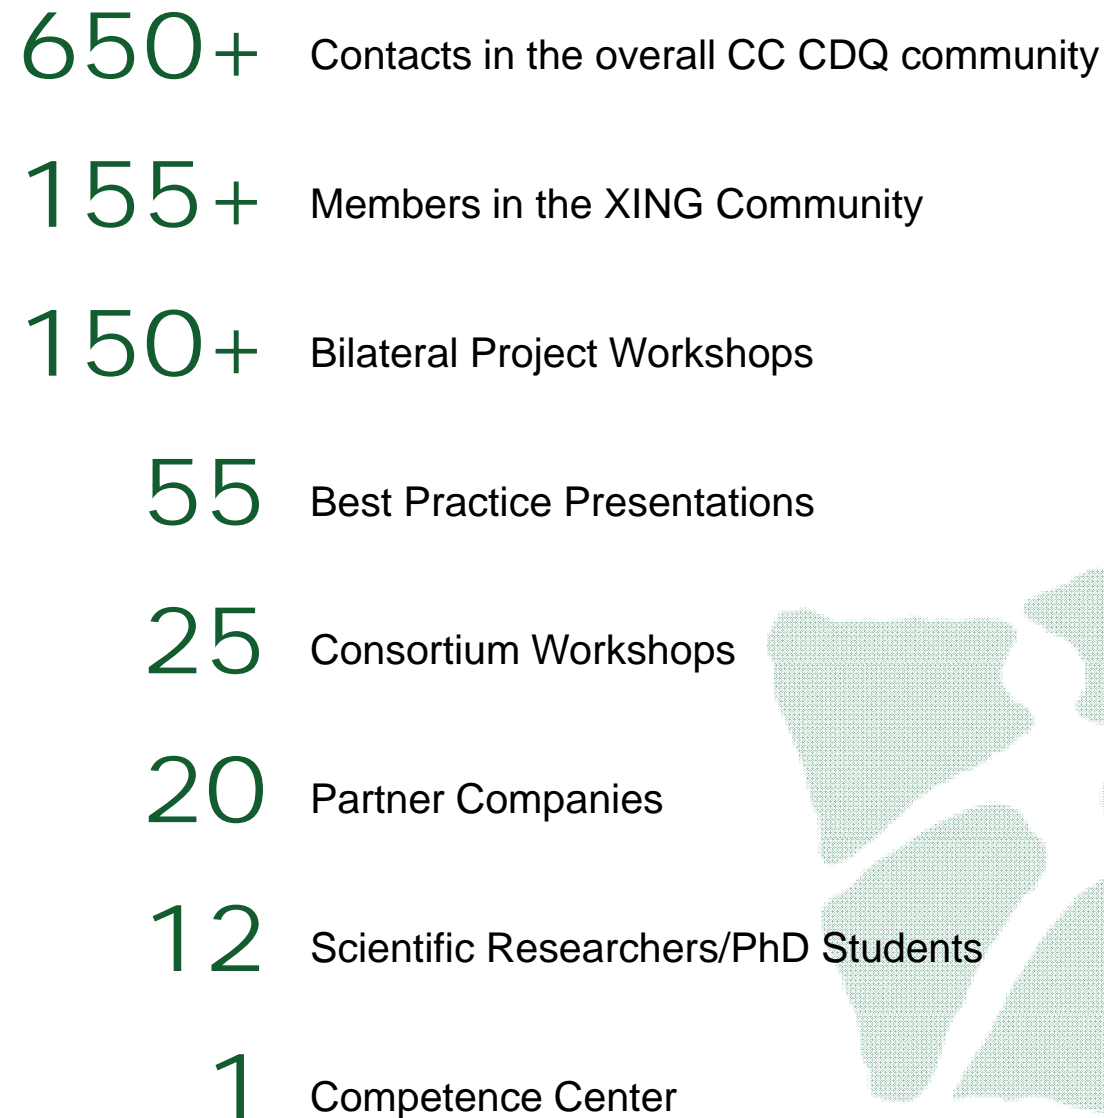 650+ Contacts in the overall CC CDQ community
155+ Members in the XING Community
150+ Bilateral Project Workshops
55 Best Practice Presentations
25 Consortium Workshops
20 Partner Companies
12 Scientific Researchers/PhD Students
1 Competence Center